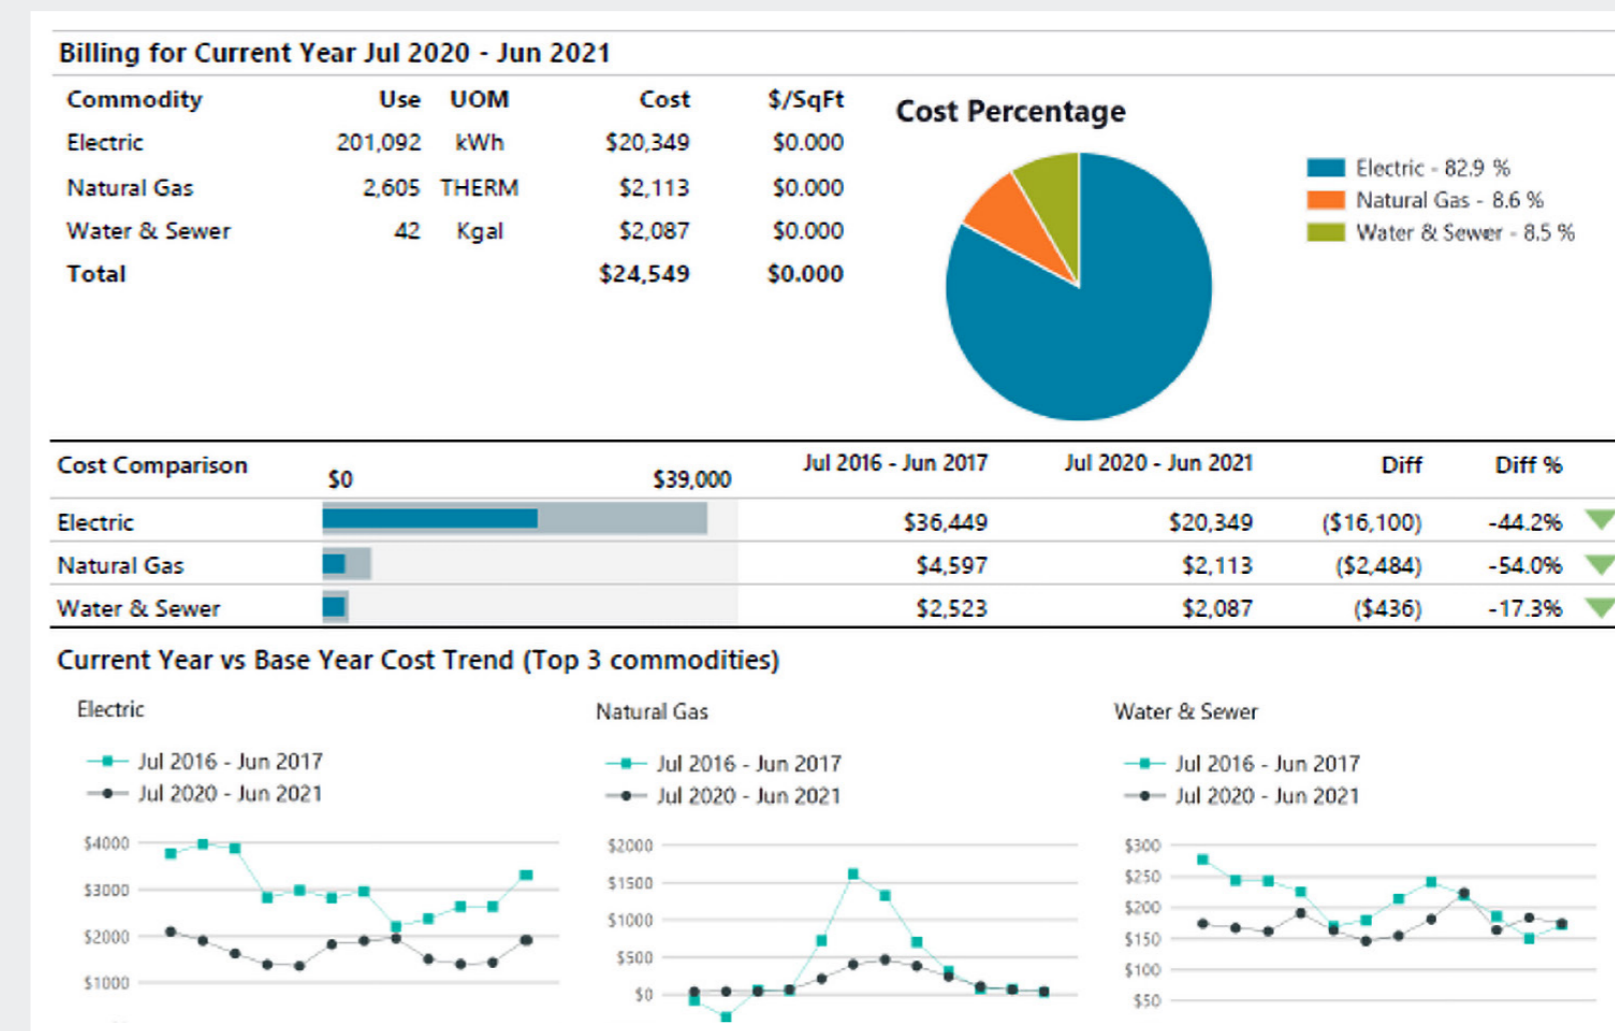 Billing for Current Year Jul 2020 - Jun 2021
Commodity Use UOM Cost $/SqFt
Electric 201,092 kWh $20,349 $0.000
Natural Gas 2,605 THERM $2,113 $0.000
Water & Sewer 42 Kgal $2,087 $0.000
Total $24,549 $0.000
Cost Percentage
Electric - 82.9 %
Natural Gas - 8.6 %
Water & Sewer - 8.5 %
Cost Comparison $0 $39,000 Jul 2016 - Jun 2017 Jul 2020 - Jun 2021 Diff Diff %
Electric $36,449 $20,349 ($16,100) -44.2%
Natural Gas $4,597 $2,113 ($2,484) -54.0%
Water & Sewer $2,523 $2,087 ($436) -17.3%
Current Year vs Base Year Cost Trend (Top 3 commodities)
Electric
Jul 2016 - Jun 2017
Jul 2020 - Jun 2021
$4000
$3000
$2000
$1000
Natural Gas
Jul 2016 - Jun 2017
Jul 2020 - Jun 2021
$2000
$1500
$1000
$500
$0
Water & Sewer
Jul 2016 - Jun 2017
Jul 2020 - Jun 2021
$300
$250
$200
$150
$100
$50